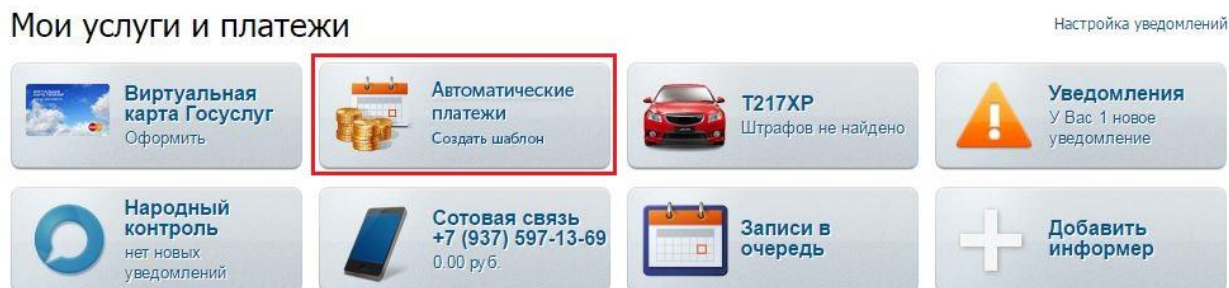 Мои услуги и платежи
Настройка уведомлений
Виртуальная
карта Госуслуг
Оформить
Автоматические
платежи
Создать шаблон
Т217ХР
Штрафов не найдено
Уведомления
У Вас 1 новое
уведомление
Народный
контроль
нет новых
уведомлений
Сотовая связь
+7 (937) 597-13-69
0.00 руб.
Записи в
очередь
Добавить
информер